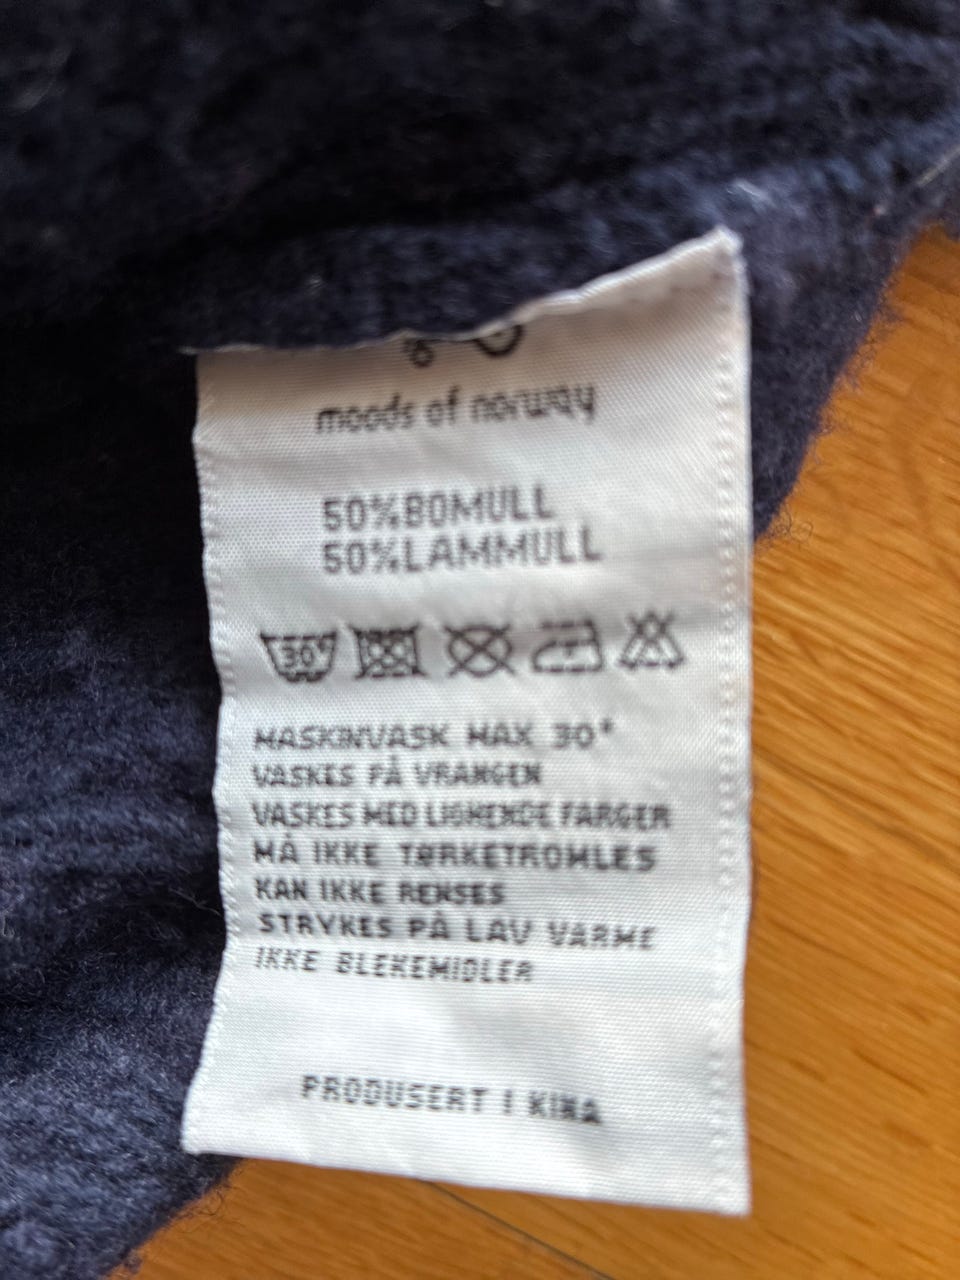 moods of norway
50%BOMULL
50%LAMMULL
30°
MASKINVASK MAX 30°
VASKES PÅ VRANGEN
VASKES MED LIGNENDE FARGER
MÅ IKKE TØRKETROMLES
KAN IKKE RENSES
STRYKES PÅ LAV VARME
IKKE BLEKEMIDLER
PRODUSERT I KINA